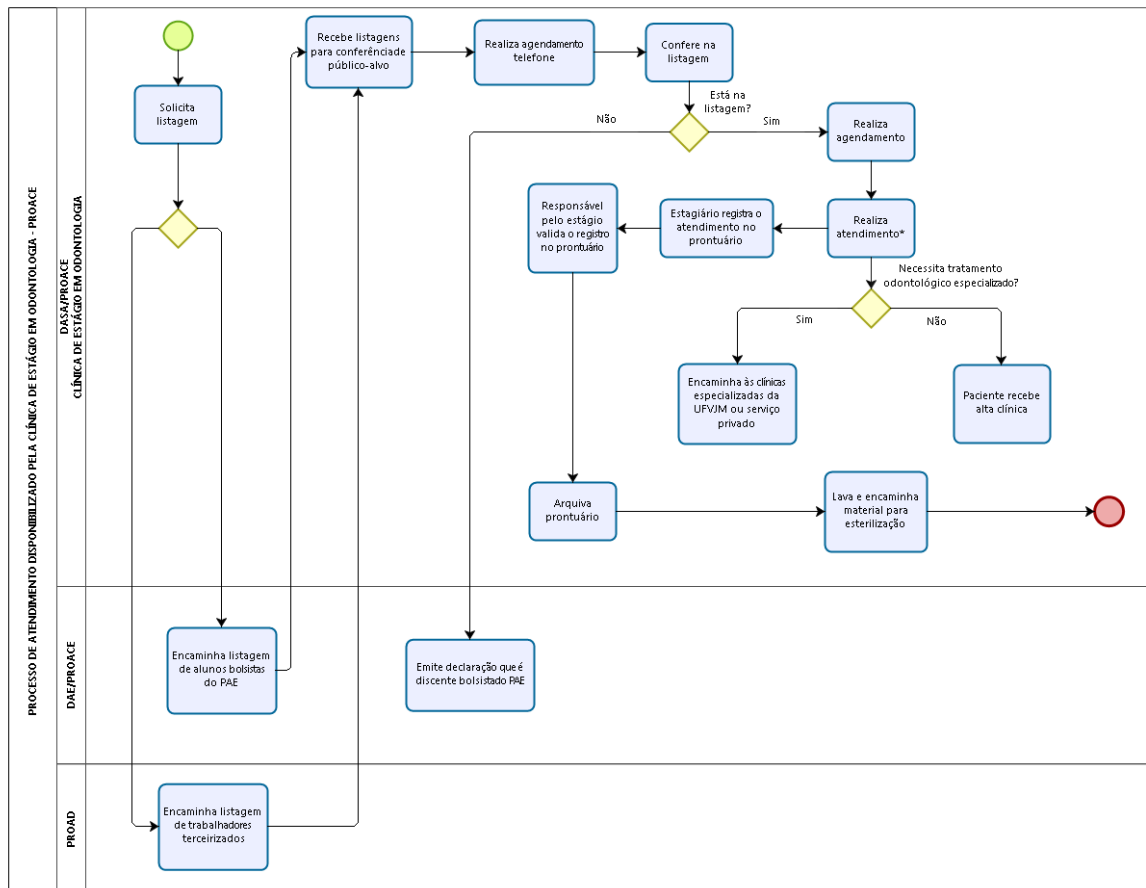 PROCESSO DE ATENDIMENTO DISPONIBILIZADO PELA CLÍNICA DE ESTÁGIO EM ODONTOLOGIA - PROACE
DASA/PROACE
CLÍNICA DE ESTÁGIO EM ODONTOLOGIA
Solicita
listagem
Recebe listagens
para conferênciade
público-alvo
Realiza agendamento
telefone
Confere na
listagem
Está na
listagem?
Não
Sim
Realiza
agendamento
Realiza
atendimento*
Estagiário registra o
atendimento no
prontuário
Responsável
pelo estágio
valida o registro
no prontuário
Necessita tratamento
odontológico especializado?
Sim
Não
Encaminha às clínicas
especializadas da
UFVJM ou serviço
privado
Paciente recebe
alta clínica
Arquiva
prontuário
Lava e encaminha
material para
esterilização
DAE/PROACE
Encaminha listagem
de alunos bolsistas
do PAE
Emite declaração que é
discente bolsistado PAE
PROAD
Encaminha listagem
de trabalhadores
terceirizados